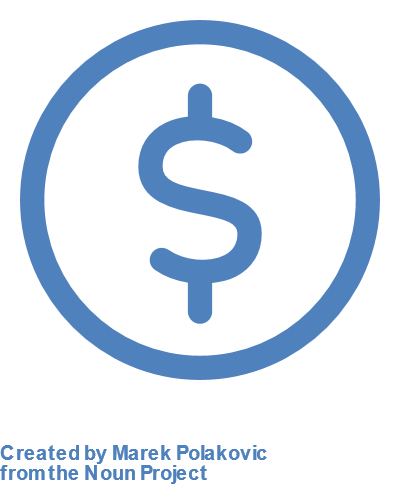 $
Created by Marek Polakovic
from the Noun Project